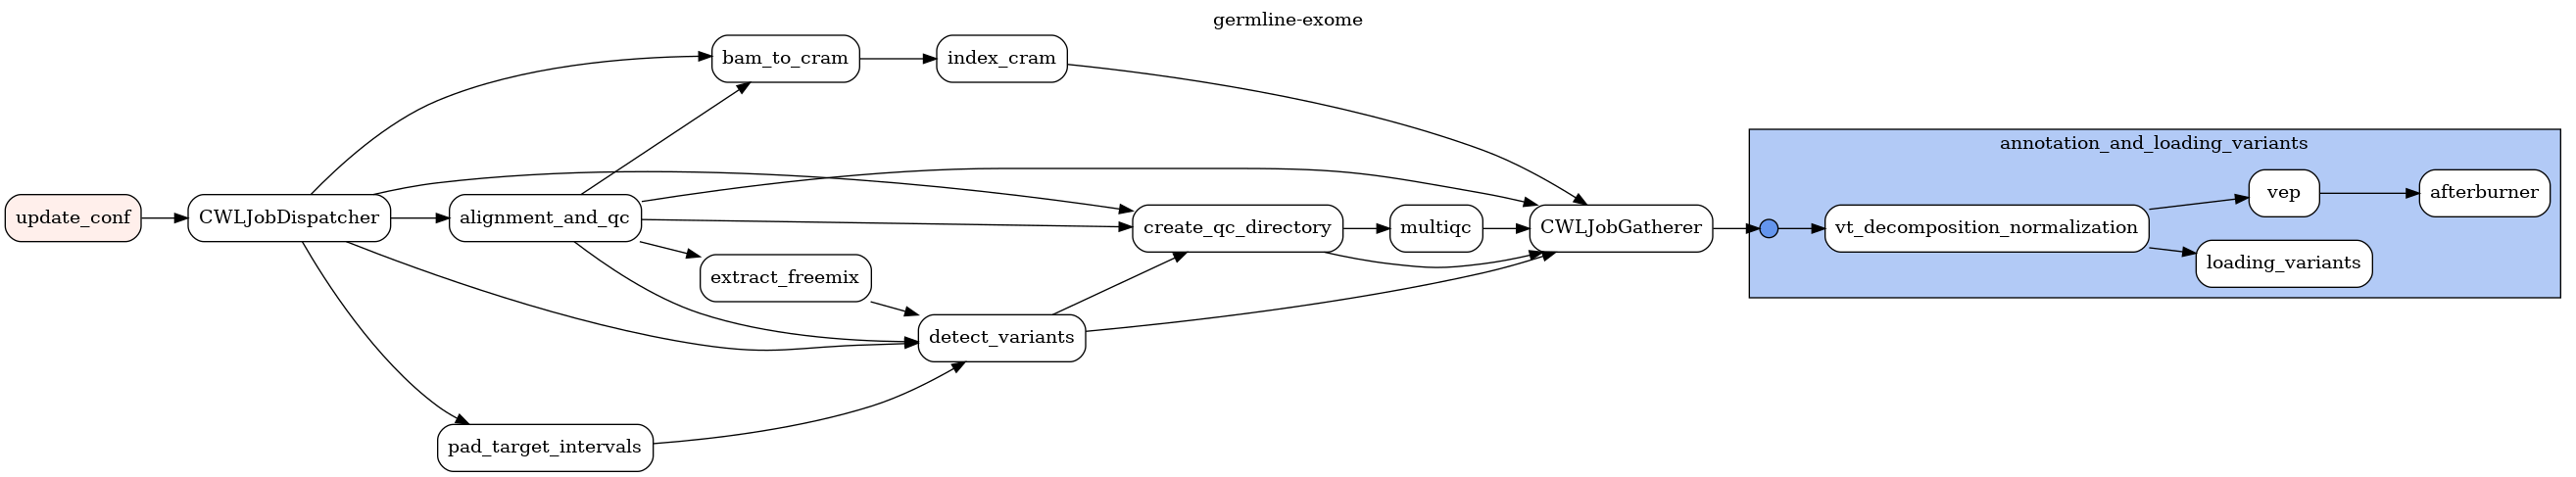 germline-exome
bam_to_cram
index_cram
annotation_and_loading_variants
update_conf
CWLJobDispatcher
alignment_and_qc
create_qc_directory
multiqc
CWLJobGatherer
vt_decomposition_normalization
vep
afterburner
loading_variants
extract_freemix
detect_variants
pad_target_intervals